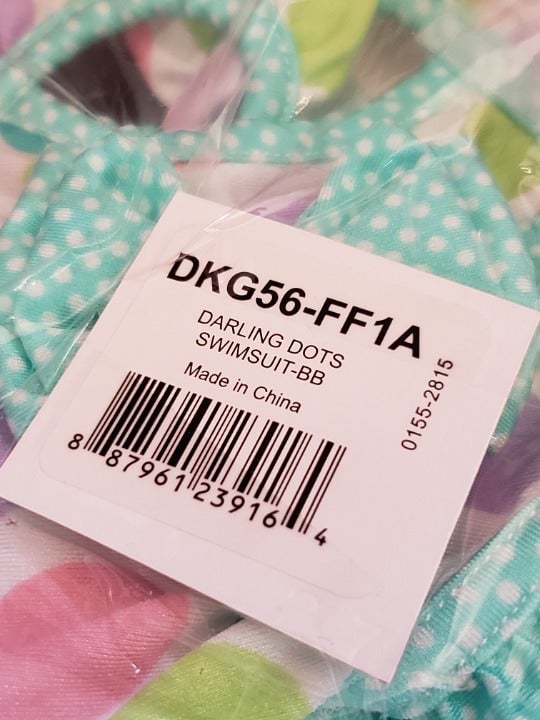 DKG56-FF1A
DARLING DOTS
SWIMSUIT-BB
Made in China
0155-2815
8 87961 23916 4